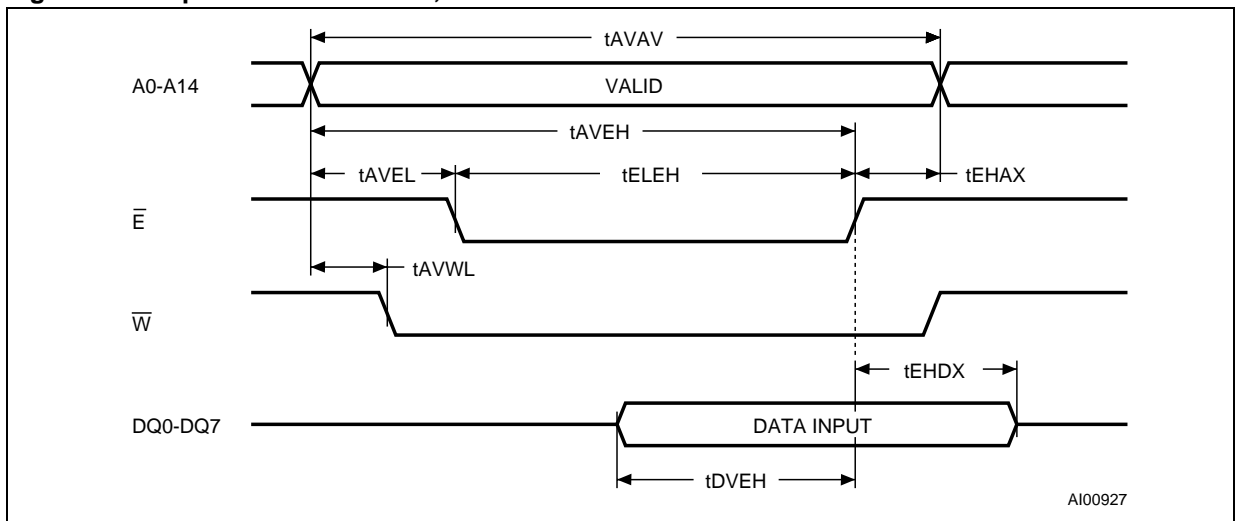 tAVAV
A0-A14
VALID
tAVEH
tAVEL
tELEH
tEHAX
E̅
tAVWL
W̅
tEHDX
DQ0-DQ7
DATA INPUT
tDVEH
AI00927